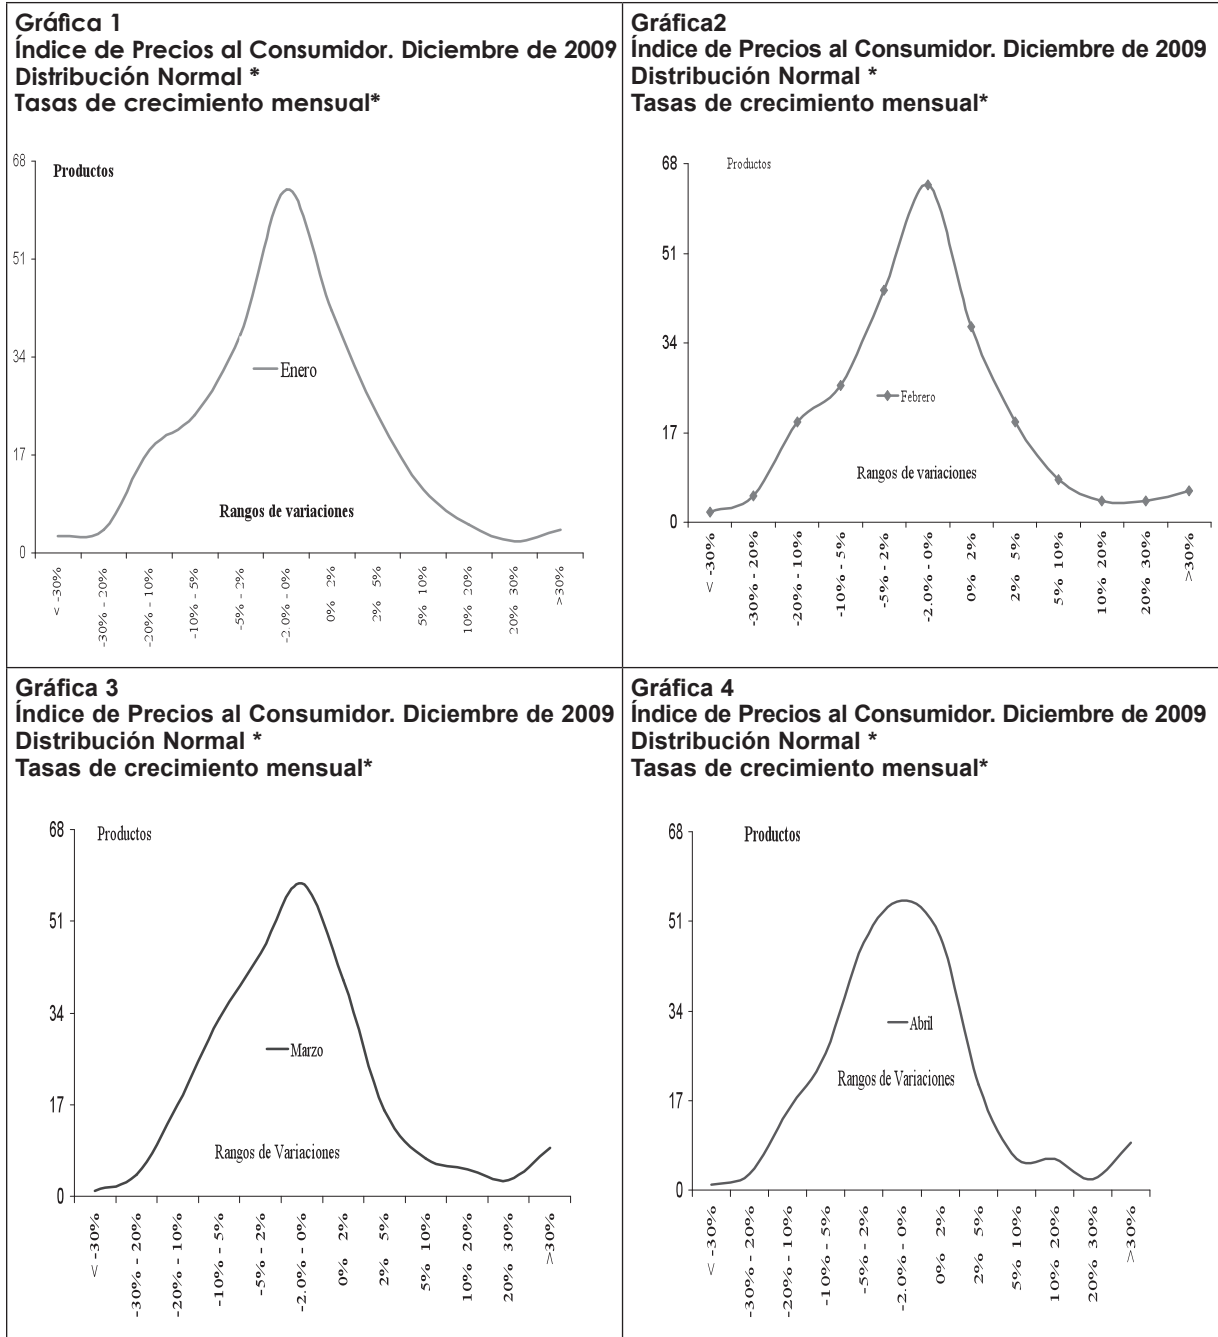 Gráfica 1
Índice de Precios al Consumidor. Diciembre de 2009
Distribución Normal *
Tasas de crecimiento mensual*
68
Productos
51
34
Enero
17
Rangos de variaciones
0
< -30%
-30% - 20%
-20% - 10%
-10% - 5%
-5% - 2%
-2.0% - 0%
0% 2%
2% 5%
5% 10%
10% 20%
20% 30%
>30%
Gráfica2
Índice de Precios al Consumidor. Diciembre de 2009
Distribución Normal *
Tasas de crecimiento mensual*
68
Productos
51
34
Febrero
17
Rangos de variaciones
0
< -30%
-30% - 20%
-20% - 10%
-10% - 5%
-5% - 2%
-2.0% - 0%
0% 2%
2% 5%
5% 10%
10% 20%
20% 30%
>30%
Gráfica 3
Índice de Precios al Consumidor. Diciembre de 2009
Distribución Normal *
Tasas de crecimiento mensual*
68
Productos
51
34
Marzo
17
Rangos de Variaciones
0
< -30%
-30% - 20%
-20% - 10%
-10% - 5%
-5% - 2%
-2.0% - 0%
0% 2%
2% 5%
5% 10%
10% 20%
20% 30%
>30%
Gráfica 4
Índice de Precios al Consumidor. Diciembre de 2009
Distribución Normal *
Tasas de crecimiento mensual*
68
Productos
51
34
Abril
Rangos de Variaciones
17
0
< -30%
-30% - 20%
-20% - 10%
-10% - 5%
-5% - 2%
-2.0% - 0%
0% 2%
2% 5%
5% 10%
10% 20%
20% 30%
>30%